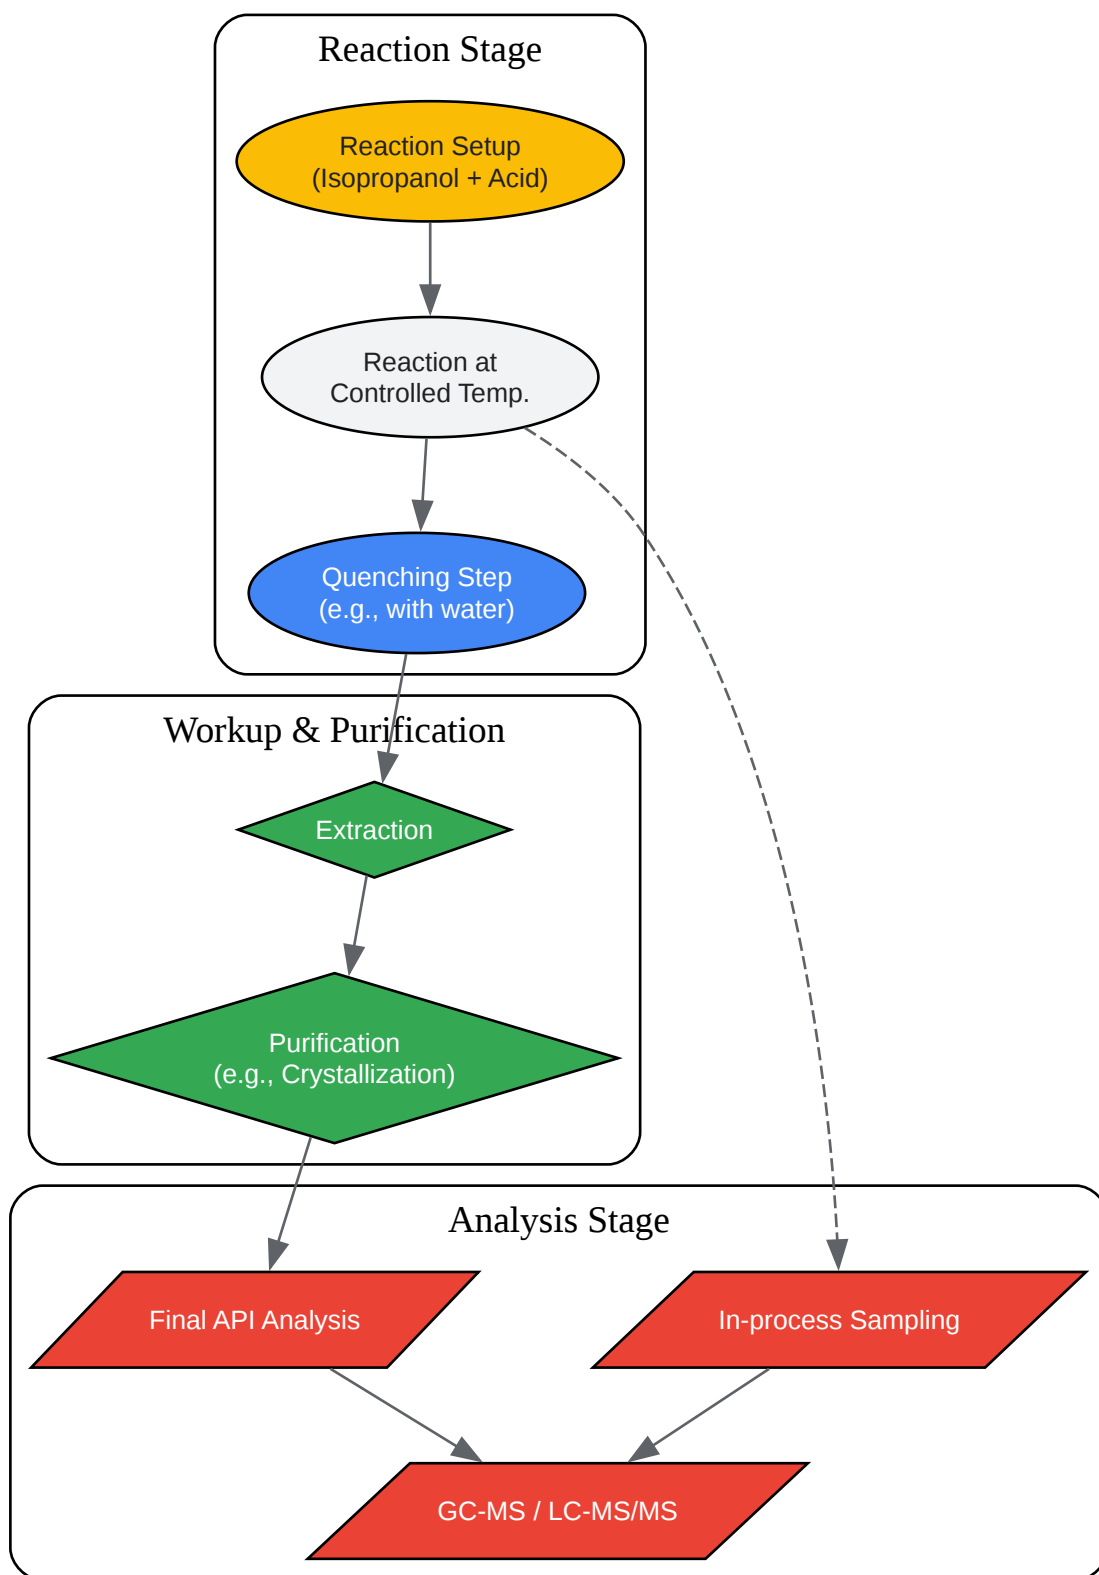 Reaction Stage
Reaction Setup
(Isopropanol + Acid)
Reaction at
Controlled Temp.
Quenching Step
(e.g., with water)
Workup & Purification
Extraction
Purification
(e.g., Crystallization)
Analysis Stage
Final API Analysis
In-process Sampling
GC-MS / LC-MS/MS